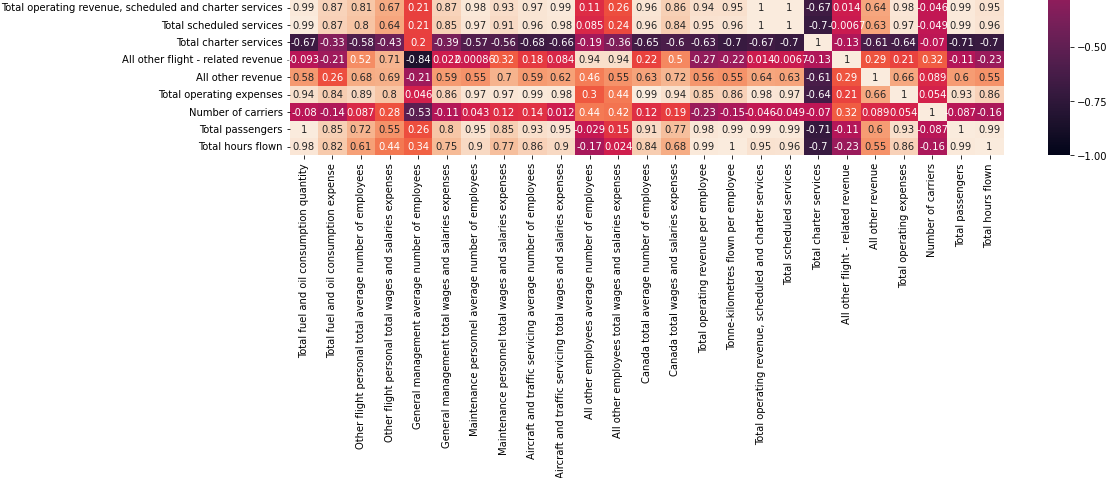 Total operating revenue, scheduled and charter services - 0.99 0.87 0.81 0.67 0.21 0.87 0.98 0.93 0.97 0.99 0.11 0.26 0.96 0.86 0.94 0.95 1 1 -0.67 0.014 0.64 0.98 -0.046 0.99 0.95
Total scheduled services - 0.99 0.87 0.8 0.64 0.21 0.85 0.97 0.91 0.96 0.98 0.085 0.24 0.96 0.84 0.95 0.96 1 1 -0.7 -0.0067 0.63 0.97 -0.049 0.99 0.96
Total charter services - -0.67 -0.33 -0.58 -0.43 0.2 -0.39 -0.57 -0.56 -0.68 -0.66 -0.19 -0.36 -0.65 -0.6 -0.63 -0.7 -0.67 -0.7 1 -0.13 -0.61 -0.64 -0.07 -0.71 -0.7
All other flight - related revenue - -0.093 -0.21 0.52 0.71 -0.84 0.022 0.00086 0.32 0.18 0.084 0.94 0.94 0.22 0.5 -0.27 -0.22 0.014 -0.0067 -0.13 1 0.29 0.21 0.32 -0.11 -0.23
All other revenue - 0.58 0.26 0.68 0.69 -0.21 0.59 0.55 0.7 0.59 0.62 0.46 0.55 0.63 0.72 0.56 0.55 0.64 0.63 -0.61 0.29 1 0.66 0.089 0.6 0.55
Total operating expenses - 0.94 0.84 0.89 0.8 0.046 0.86 0.97 0.97 0.99 0.98 0.3 0.44 0.99 0.94 0.85 0.86 0.98 0.97 -0.64 0.21 0.66 1 0.054 0.93 0.86
Number of carriers - -0.08 -0.14 0.087 0.28 -0.53 -0.11 0.043 0.12 0.14 0.012 0.44 0.42 0.12 0.19 -0.23 -0.15 -0.046 -0.049 -0.07 0.32 0.089 0.054 1 -0.087 -0.16
Total passengers - 1 0.85 0.72 0.55 0.26 0.8 0.95 0.85 0.93 0.95 -0.029 0.15 0.91 0.77 0.98 0.99 0.99 0.99 -0.71 -0.11 0.6 0.93 -0.087 1 0.99
Total hours flown - 0.98 0.82 0.61 0.44 0.34 0.75 0.9 0.77 0.86 0.9 -0.17 0.024 0.84 0.68 0.99 1 0.95 0.96 -0.7 -0.23 0.55 0.86 -0.16 0.99 1
Total fuel and oil consumption quantity -
Total fuel and oil consumption expense -
Other flight personal total average number of employees -
Other flight personal total wages and salaries expenses -
General management average number of employees -
General management total wages and salaries expenses -
Maintenance personnel average number of employees -
Maintenance personnel total wages and salaries expenses -
Aircraft and traffic servicing average number of employees -
Aircraft and traffic servicing total wages and salaries expenses -
All other employees average number of employees -
All other employees total wages and salaries expenses -
Canada total average number of employees -
Canada total wages and salaries expenses -
Total operating revenue per employee -
Tonne-kilometres flown per employee -
Total operating revenue, scheduled and charter services -
Total scheduled services -
Total charter services -
All other flight - related revenue -
All other revenue -
Total operating expenses -
Number of carriers -
Total passengers -
Total hours flown -
-0.50
-0.75
-1.00